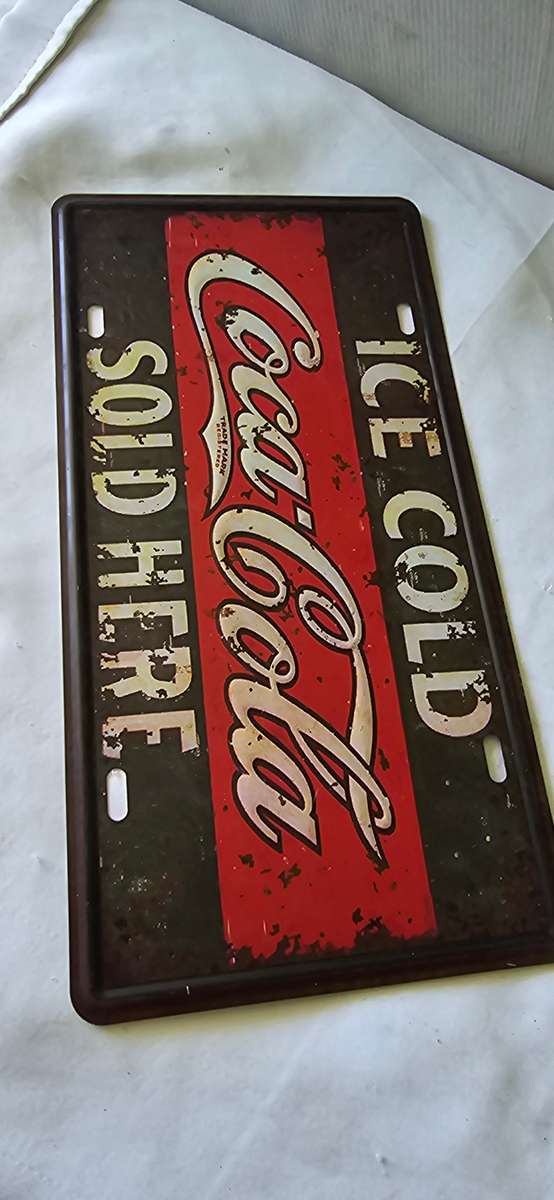 ICE COLD
Coca-Cola
TRADE MARK
REGISTERED
SOLD HERE